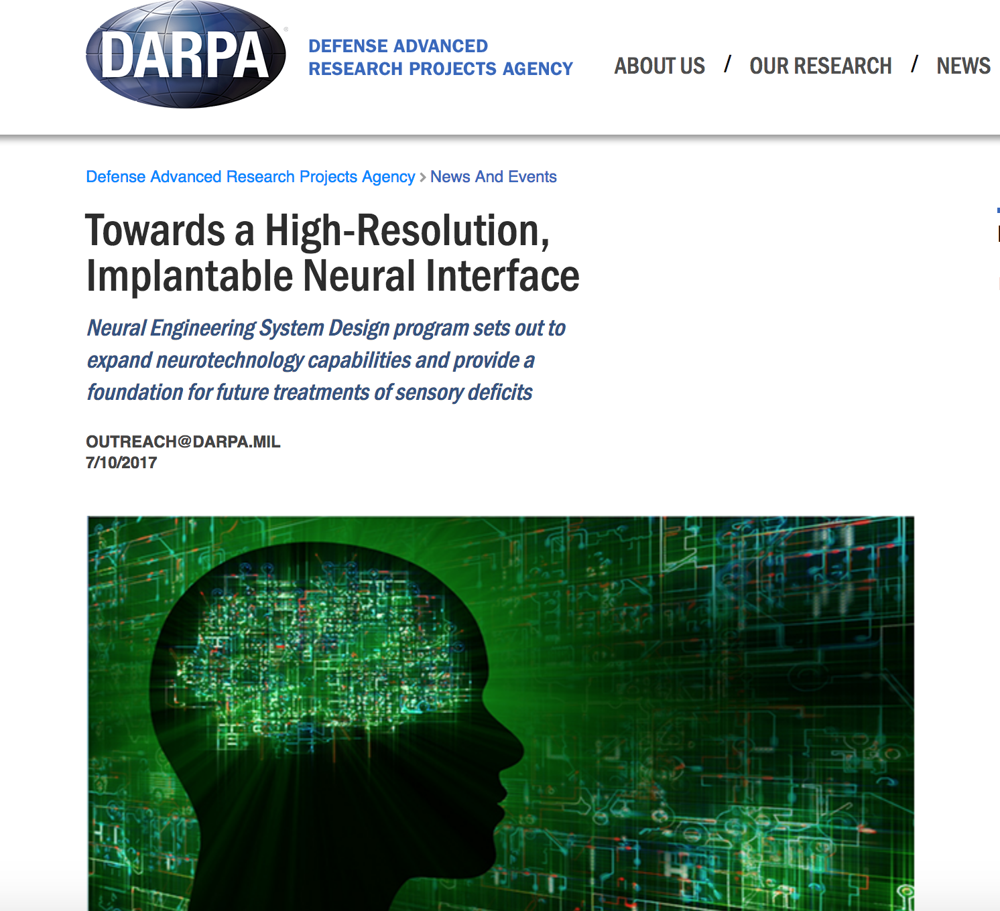 DARPA
®
DEFENSE ADVANCED
RESEARCH PROJECTS AGENCY
ABOUT US / OUR RESEARCH / NEWS
Defense Advanced Research Projects Agency > News And Events
Towards a High-Resolution,
Implantable Neural Interface
Neural Engineering System Design program sets out to
expand neurotechnology capabilities and provide a
foundation for future treatments of sensory deficits
OUTREACH@DARPA.MIL
7/10/2017